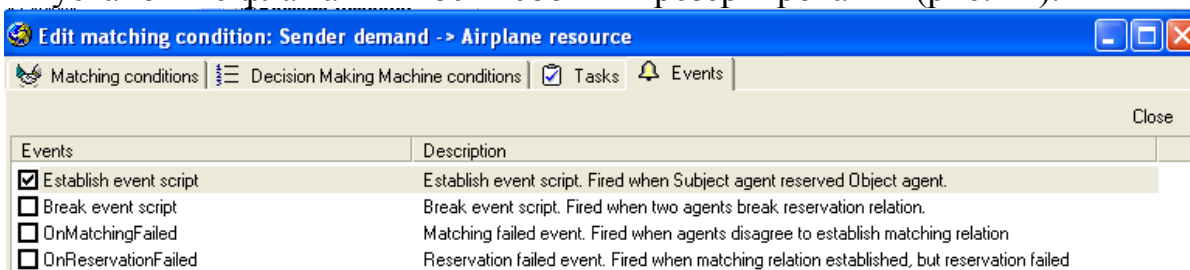 (рис.
Edit matching condition: Sender demand -> Airplane resource
Matching conditions Decision Making Machine conditions Tasks Events
Close
Events Description
Establish event script Establish event script. Fired when Subject agent reserved Object agent.
Break event script Break event script. Fired when two agents break reservation relation.
OnMatchingFailed Matching failed event. Fired when agents disagree to establish matching relation
OnReservationFailed Reservation failed event. Fired when matching relation established, but reservation failed